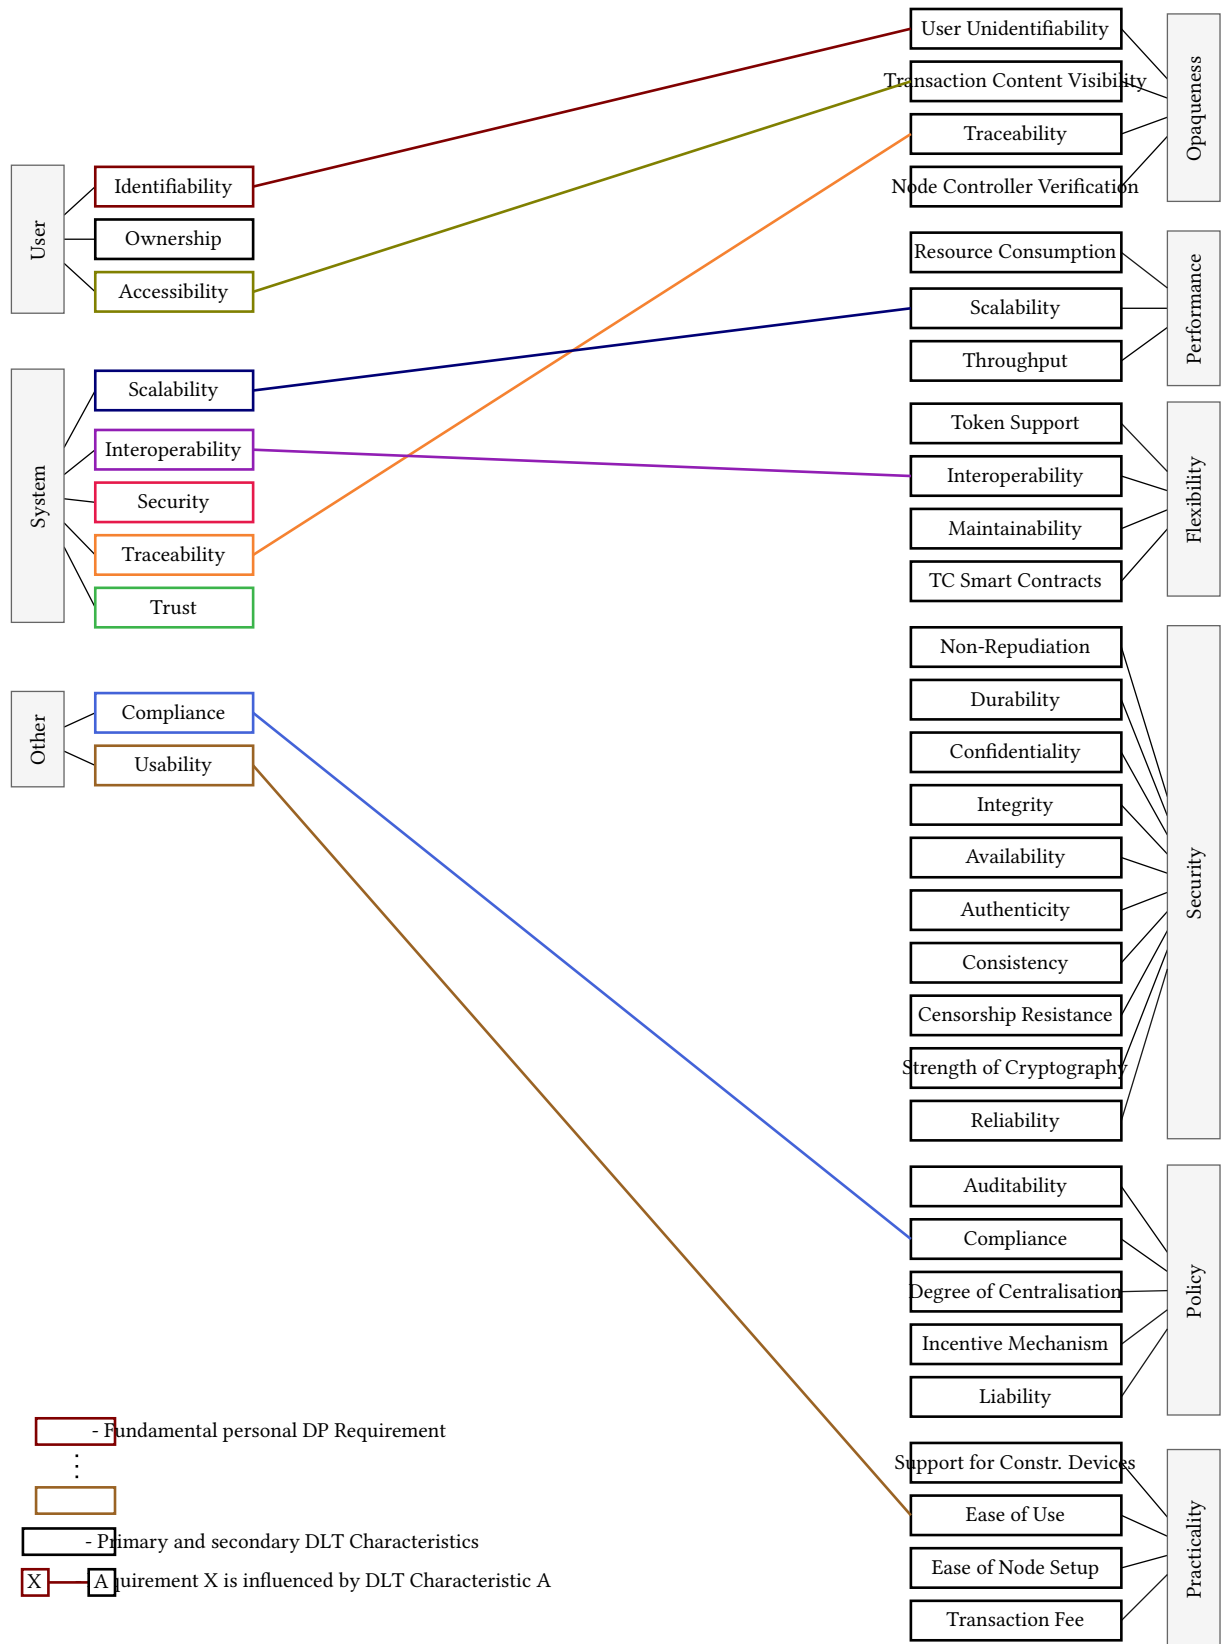 User
Identifiability
Ownership
Accessibility
System
Scalability
Interoperability
Security
Traceability
Trust
Other
Compliance
Usability
User Unidentifiability
Transaction Content Visibility
Traceability
Node Controller Verification
Opaqueness
Resource Consumption
Scalability
Throughput
Performance
Token Support
Interoperability
Maintainability
TC Smart Contracts
Flexibility
Non-Repudiation
Durability
Confidentiality
Integrity
Availability
Authenticity
Consistency
Censorship Resistance
Strength of Cryptography
Reliability
Security
Auditability
Compliance
Degree of Centralisation
Incentive Mechanism
Liability
Policy
Support for Constr. Devices
Ease of Use
Ease of Node Setup
Transaction Fee
Practicality
- Fundamental personal DP Requirement
- Primary and secondary DLT Characteristics
X A quirement X is influenced by DLT Characteristic A